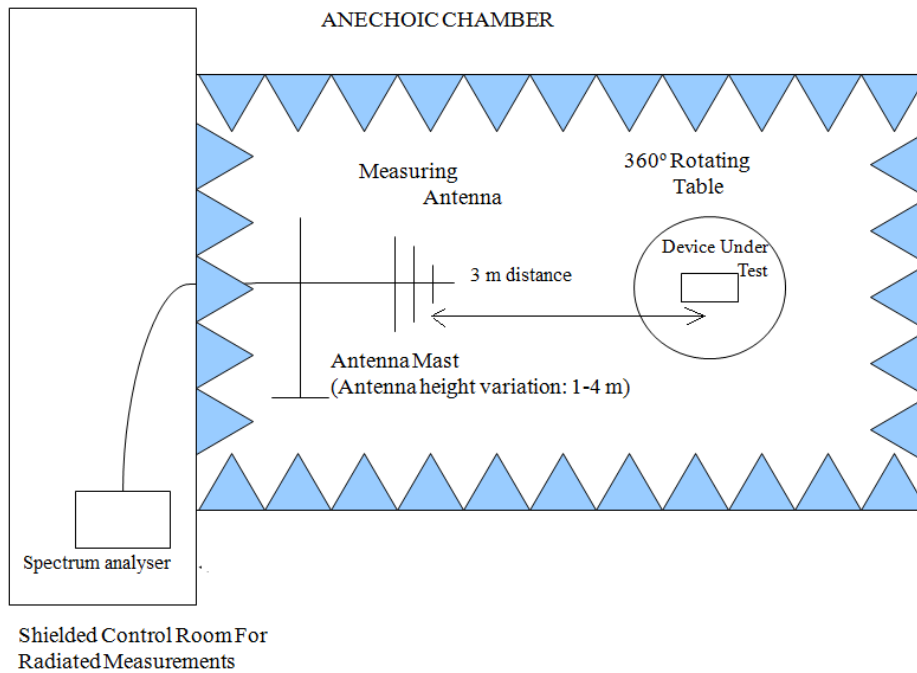 ANECHOIC CHAMBER
Measuring
Antenna
360º Rotating
Table
Device Under
Test
3 m distance
Antenna Mast
(Antenna height variation: 1-4 m)
Spectrum analyser
Shielded Control Room For
Radiated Measurements